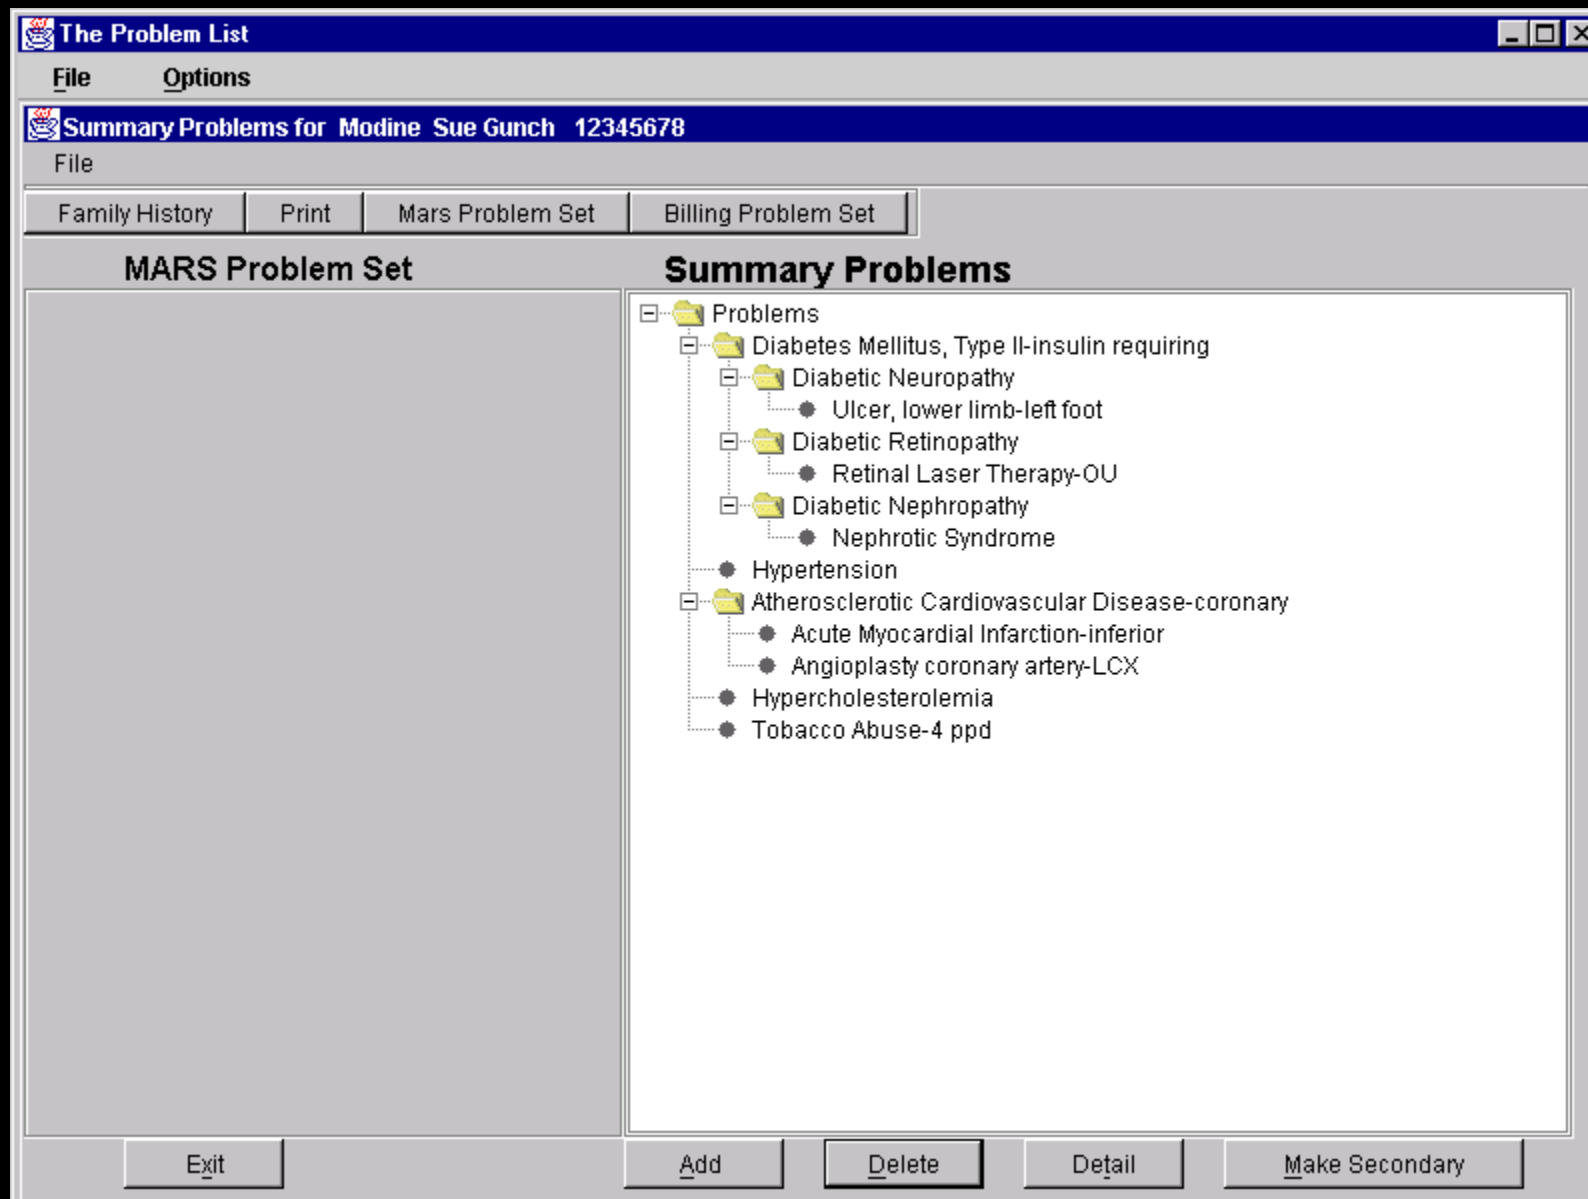 The Problem List
File Options
Summary Problems for Modine Sue Gunch 12345678
File
Family History Print Mars Problem Set Billing Problem Set
MARS Problem Set
Summary Problems
Problems
Diabetes Mellitus, Type II-insulin requiring
Diabetic Neuropathy
Ulcer, lower limb-left foot
Diabetic Retinopathy
Retinal Laser Therapy-OU
Diabetic Nephropathy
Nephrotic Syndrome
Hypertension
Atherosclerotic Cardiovascular Disease-coronary
Acute Myocardial Infarction-inferior
Angioplasty coronary artery-LCX
Hypercholesterolemia
Tobacco Abuse-4 ppd
Exit Add Delete Detail Make Secondary